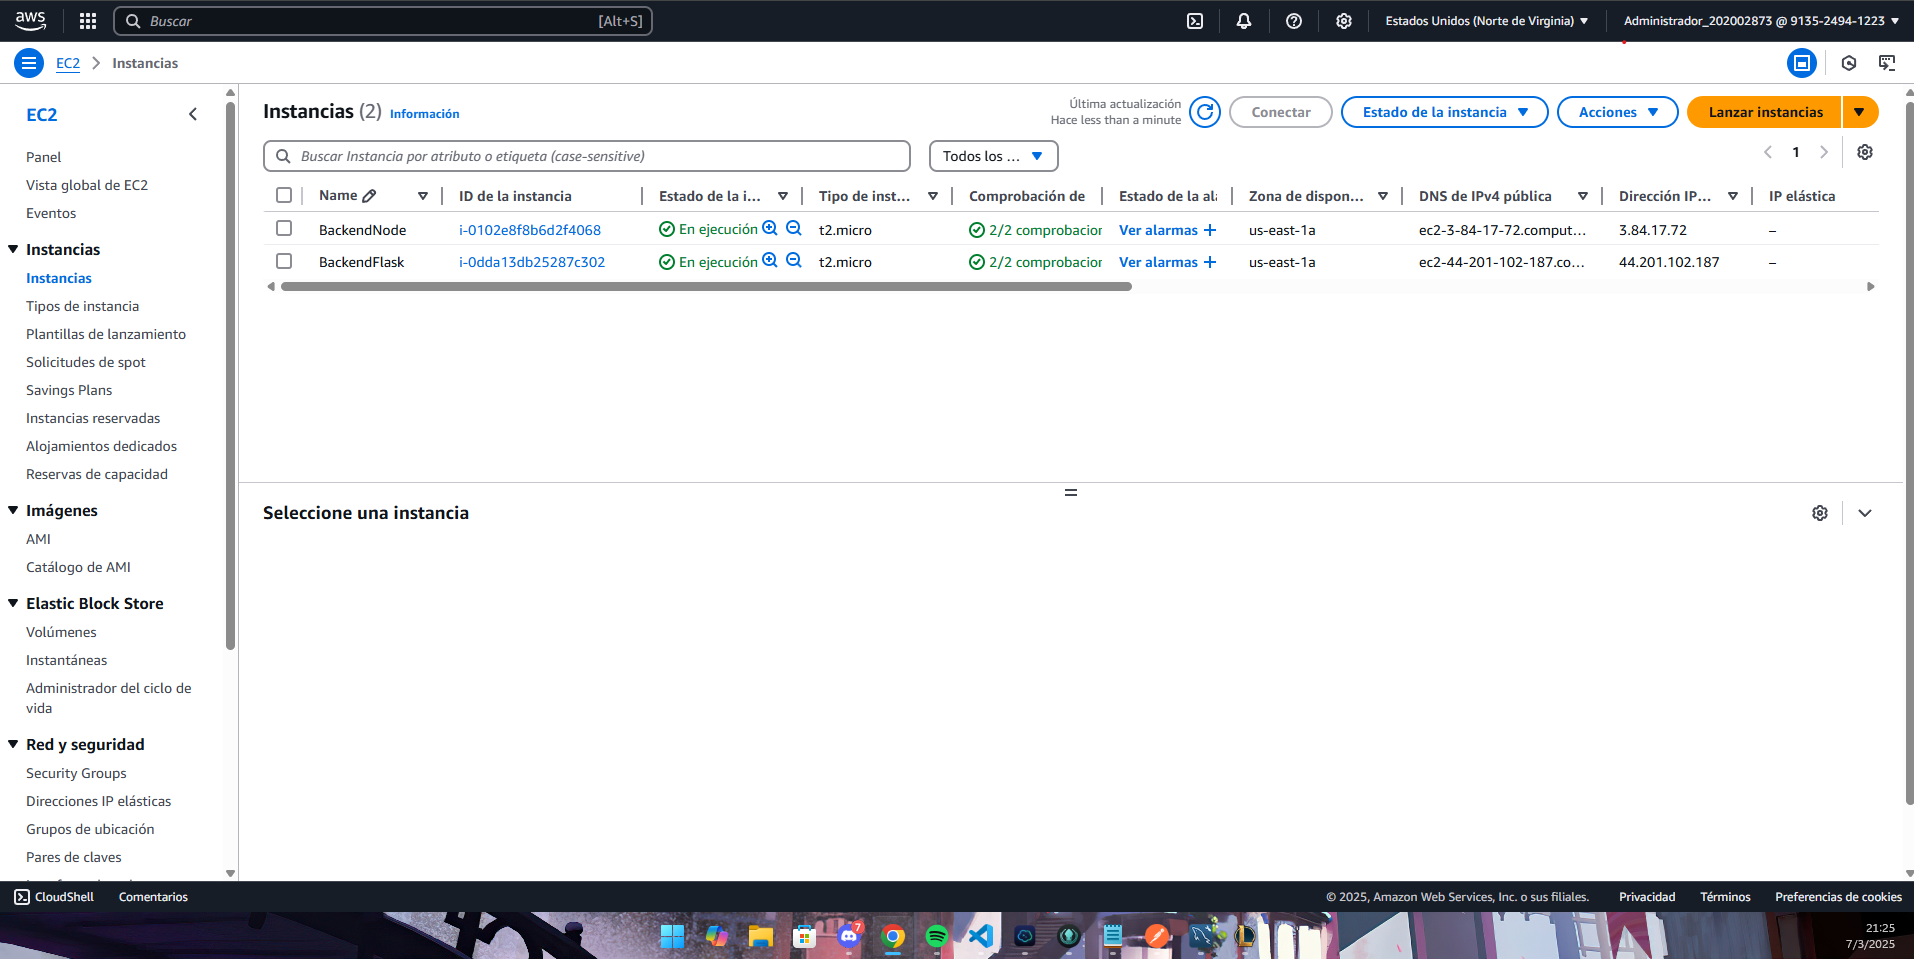 aws
Buscar
[Alt+S]
Estados Unidos (Norte de Virginia)
Administrador_202002873 @ 9135-2494-1223
EC2
Instancias
EC2
Panel
Vista global de EC2
Eventos
Instancias
Instancias
Tipos de instancia
Plantillas de lanzamiento
Solicitudes de spot
Savings Plans
Instancias reservadas
Alojamientos dedicados
Reservas de capacidad
Imágenes
AMI
Catálogo de AMI
Elastic Block Store
Volúmenes
Instantáneas
Administrador del ciclo de
vida
Red y seguridad
Security Groups
Direcciones IP elásticas
Grupos de ubicación
Pares de claves
Instancias (2) Información
Última actualización
Hace less than a minute
Conectar
Estado de la instancia
Acciones
Lanzar instancias
Buscar Instancia por atributo o etiqueta (case-sensitive)
Todos los ...
1
Name ID de la instancia Estado de la i... Tipo de inst... Comprobación de Estado de la ala Zona de dispon... DNS de IPv4 pública Dirección IP... IP elástica
BackendNode i-0102e8f8b6d2f4068 En ejecución t2.micro 2/2 comprobacion Ver alarmas us-east-1a ec2-3-84-17-72.comput... 3.84.17.72 –
BackendFlask i-0dda13db25287c302 En ejecución t2.micro 2/2 comprobacion Ver alarmas us-east-1a ec2-44-201-102-187.co... 44.201.102.187 –
Seleccione una instancia
CloudShell
Comentarios
© 2025, Amazon Web Services, Inc. o sus filiales.
Privacidad
Términos
Preferencias de cookies
7
21:25
7/3/2025